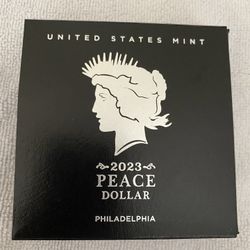 UNITED STATES MINT
2023
PEACE
DOLLAR
PHILADELPHIA